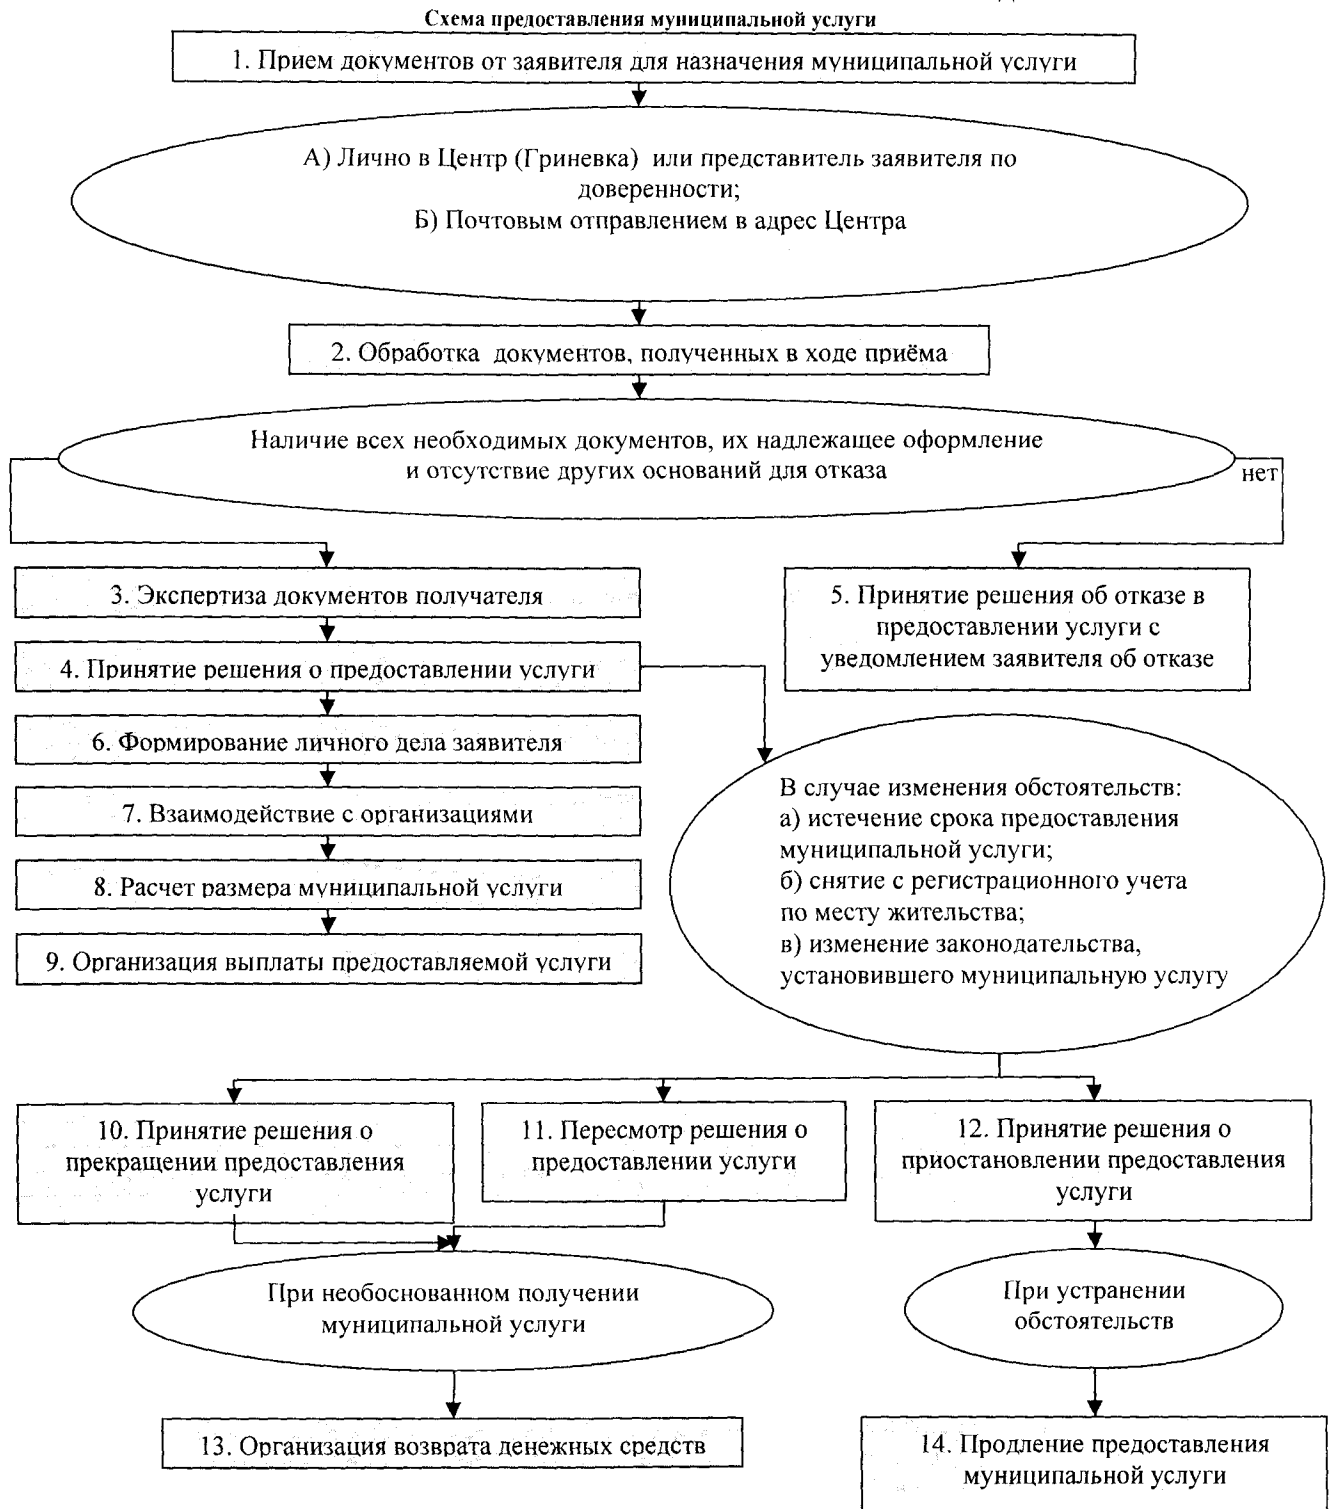 Схема предоставления муниципальной услуги
1. Прием документов от заявителя для назначения муниципальной услуги
А) Лично в Центр (Гриневка) или представитель заявителя по
доверенности;
Б) Почтовым отправлением в адрес Центра
2. Обработка документов, полученных в ходе приёма
Наличие всех необходимых документов, их надлежащее оформление
и отсутствие других оснований для отказа
нет
3. Экспертиза документов получателя
5. Принятие решения об отказе в
предоставлении услуги с
уведомлением заявителя об отказе
4. Принятие решения о предоставлении услуги
6. Формирование личного дела заявителя
7. Взаимодействие с организациями
8. Расчет размера муниципальной услуги
9. Организация выплаты предоставляемой услуги
В случае изменения обстоятельств:
а) истечение срока предоставления
муниципальной услуги;
б) снятие с регистрационного учета
по месту жительства;
в) изменение законодательства,
установившего муниципальную услугу
10. Принятие решения о
прекращении предоставления
услуги
11. Пересмотр решения о
предоставлении услуги
12. Принятие решения о
приостановлении предоставления
услуги
При необоснованном получении
муниципальной услуги
При устранении
обстоятельств
13. Организация возврата денежных средств
14. Продление предоставления
муниципальной услуги